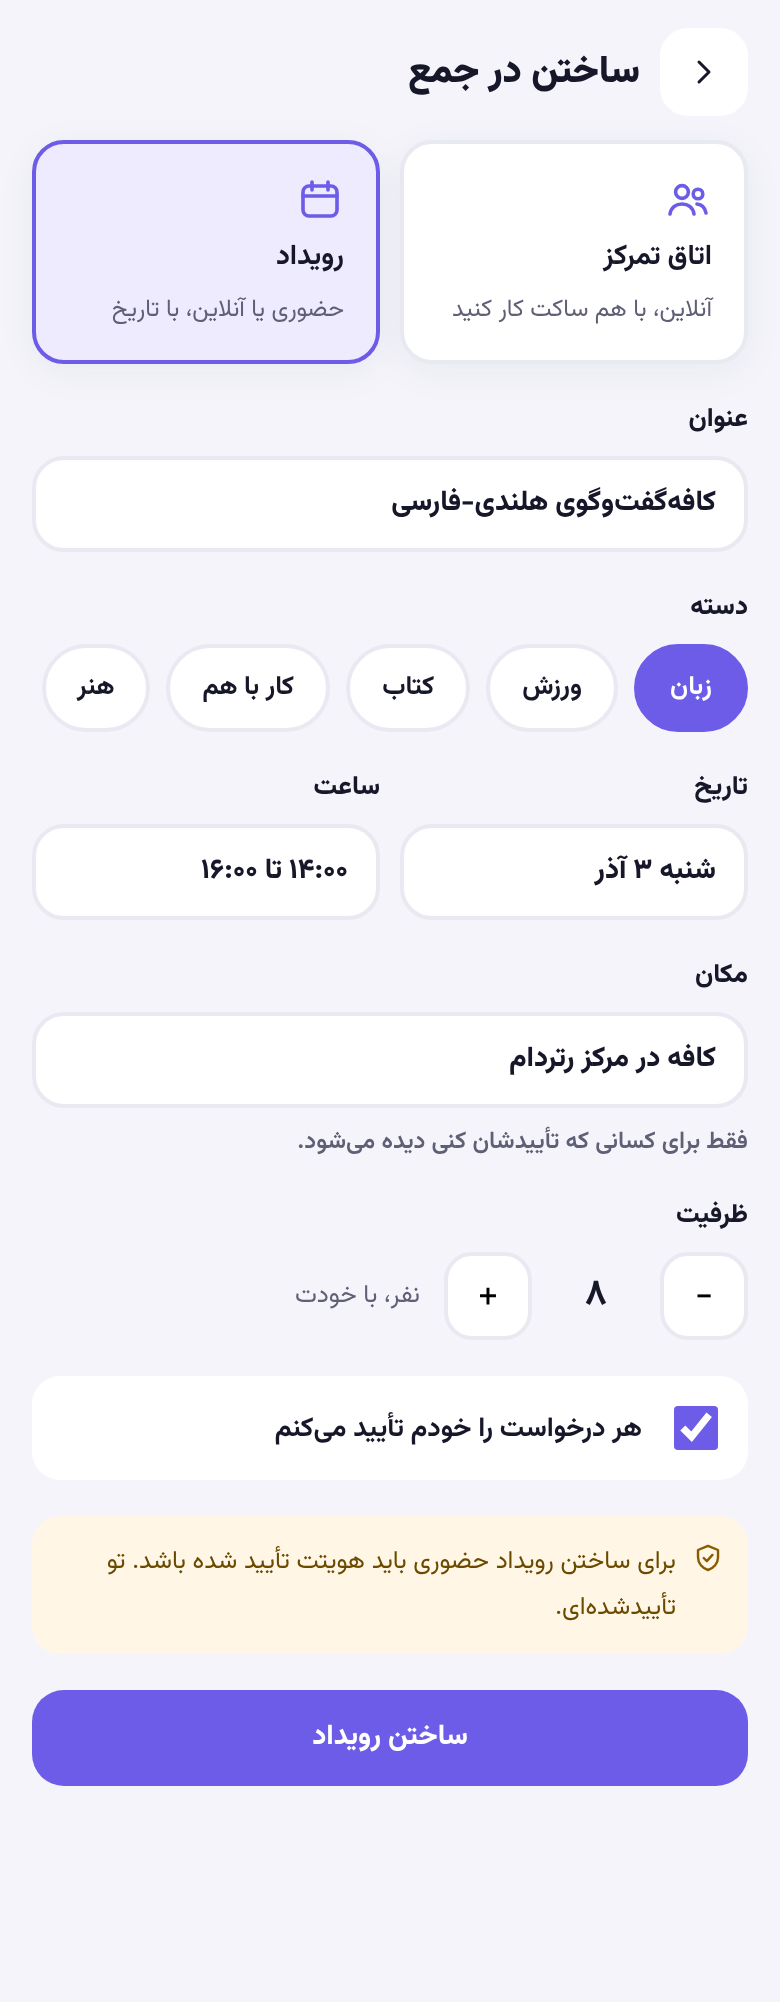 ساختن در جمع
اتاق تمرکز
آنلاین، با هم ساکت کار کنید
رویداد
حضوری یا آنلاین، با تاریخ
عنوان
کافه‌گفت‌وگوی هلندی-فارسی
دسته
زبان
ورزش
کتاب
کار با هم
هنر
تاریخ
ساعت
شنبه ۳ آذر
۱۴:۰۰ تا ۱۶:۰۰
مکان
کافه در مرکز رتردام
فقط برای کسانی که تأییدشان کنی دیده می‌شود.
ظرفیت
−
۸
+
نفر، با خودت
هر درخواست را خودم تأیید می‌کنم
برای ساختن رویداد حضوری باید هویتت تأیید شده باشد. تو
تأییدشده‌ای.
ساختن رویداد